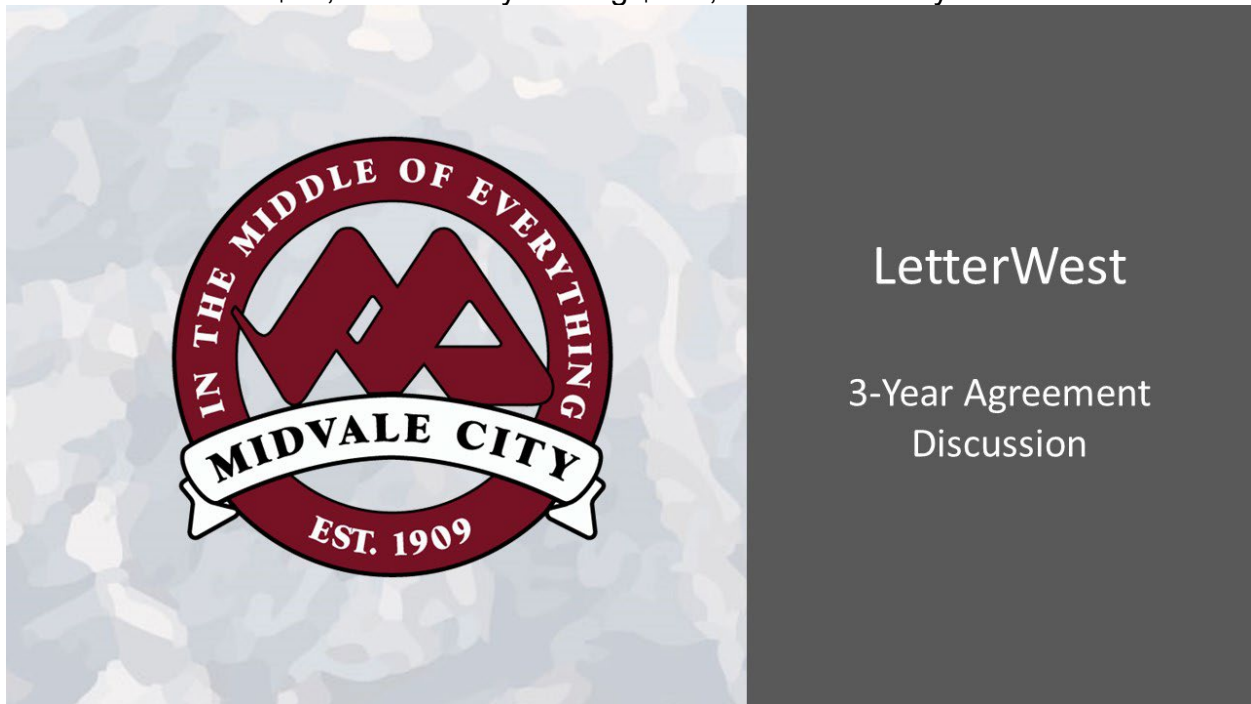 IN THE MIDDLE OF EVERYTHING
MIDVALE CITY
EST. 1909
LetterWest
3-Year Agreement
Discussion